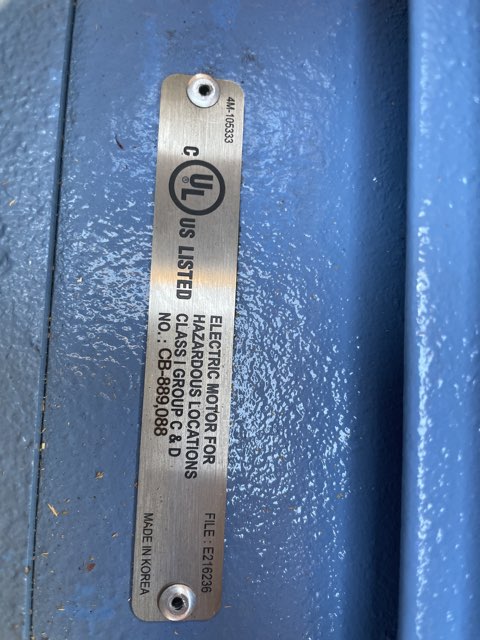 4M-105333
C UL ® US LISTED
ELECTRIC MOTOR FOR
HAZARDOUS LOCATIONS
CLASS I GROUP C & D
NO.: CB-889,088
FILE : E216236
MADE IN KOREA